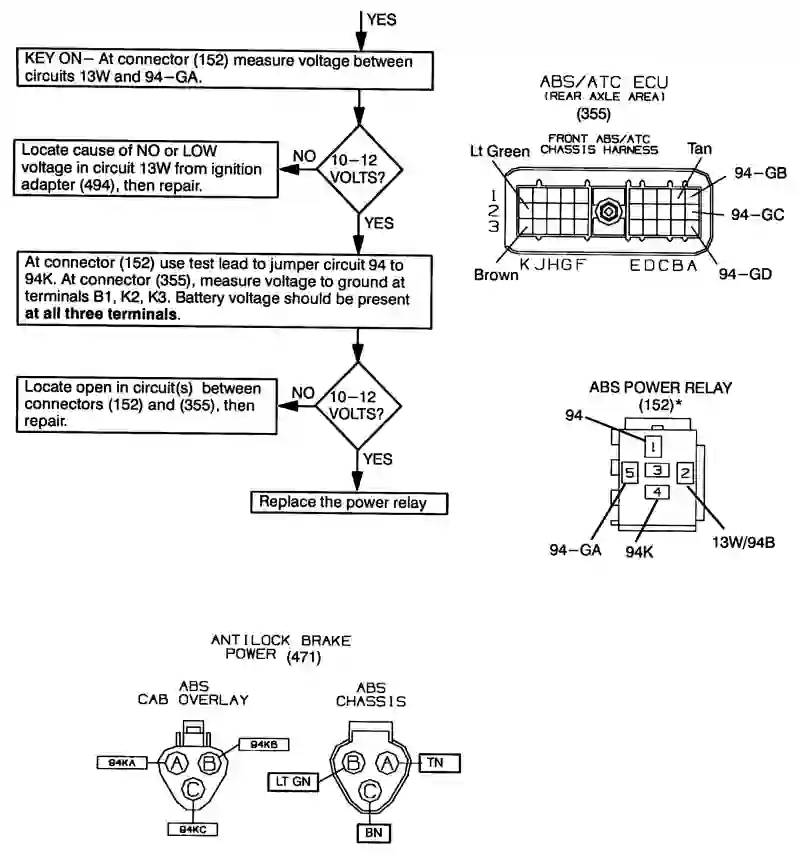 YES
KEY ON– At connector (152) measure voltage between
circuits 13W and 94-GA.
Locate cause of NO or LOW
voltage in circuit 13W from ignition
adapter (494), then repair.
NO
10–12
VOLTS?
YES
At connector (152) use test lead to jumper circuit 94 to
94K. At connector (355), measure voltage to ground at
terminals B1, K2, K3. Battery voltage should be present
at all three terminals.
Locate open in circuit(s) between
connectors (152) and (355), then
repair.
NO
10–12
VOLTS?
YES
Replace the power relay
ABS/ATC ECU
(REAR AXLE AREA)
(355)
FRONT ABS/ATC
CHASSIS HARNESS
Lt Green
Tan
94-GB
1
2
3
94-GC
Brown
K J H G F
E D C B A
94-GD
ABS POWER RELAY
(152)*
94
1
5
3
2
4
94-GA
94K
13W/94B
ANTILOCK BRAKE
POWER (471)
ABS
CAB OVERLAY
94KB
94KA
A
B
C
94KC
ABS
CHASSIS
B
A
TN
LT GN
C
BN